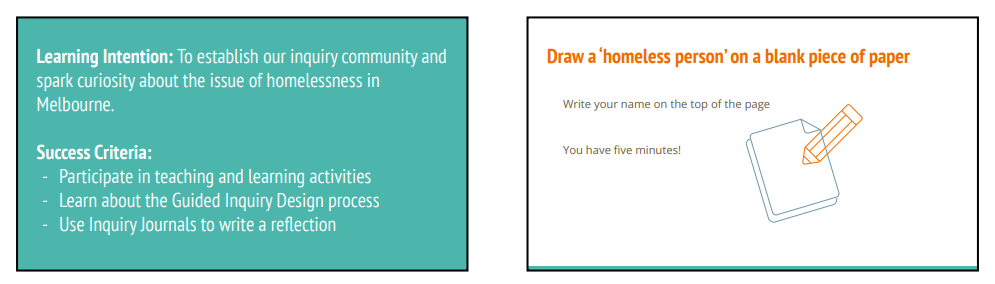 Learning Intention: To establish our inquiry community and
spark curiosity about the issue of homelessness in
Melbourne.
Success Criteria:
- Participate in teaching and learning activities
- Learn about the Guided Inquiry Design process
- Use Inquiry Journals to write a reflection
Draw a ‘homeless person’ on a blank piece of paper
Write your name on the top of the page
You have five minutes!